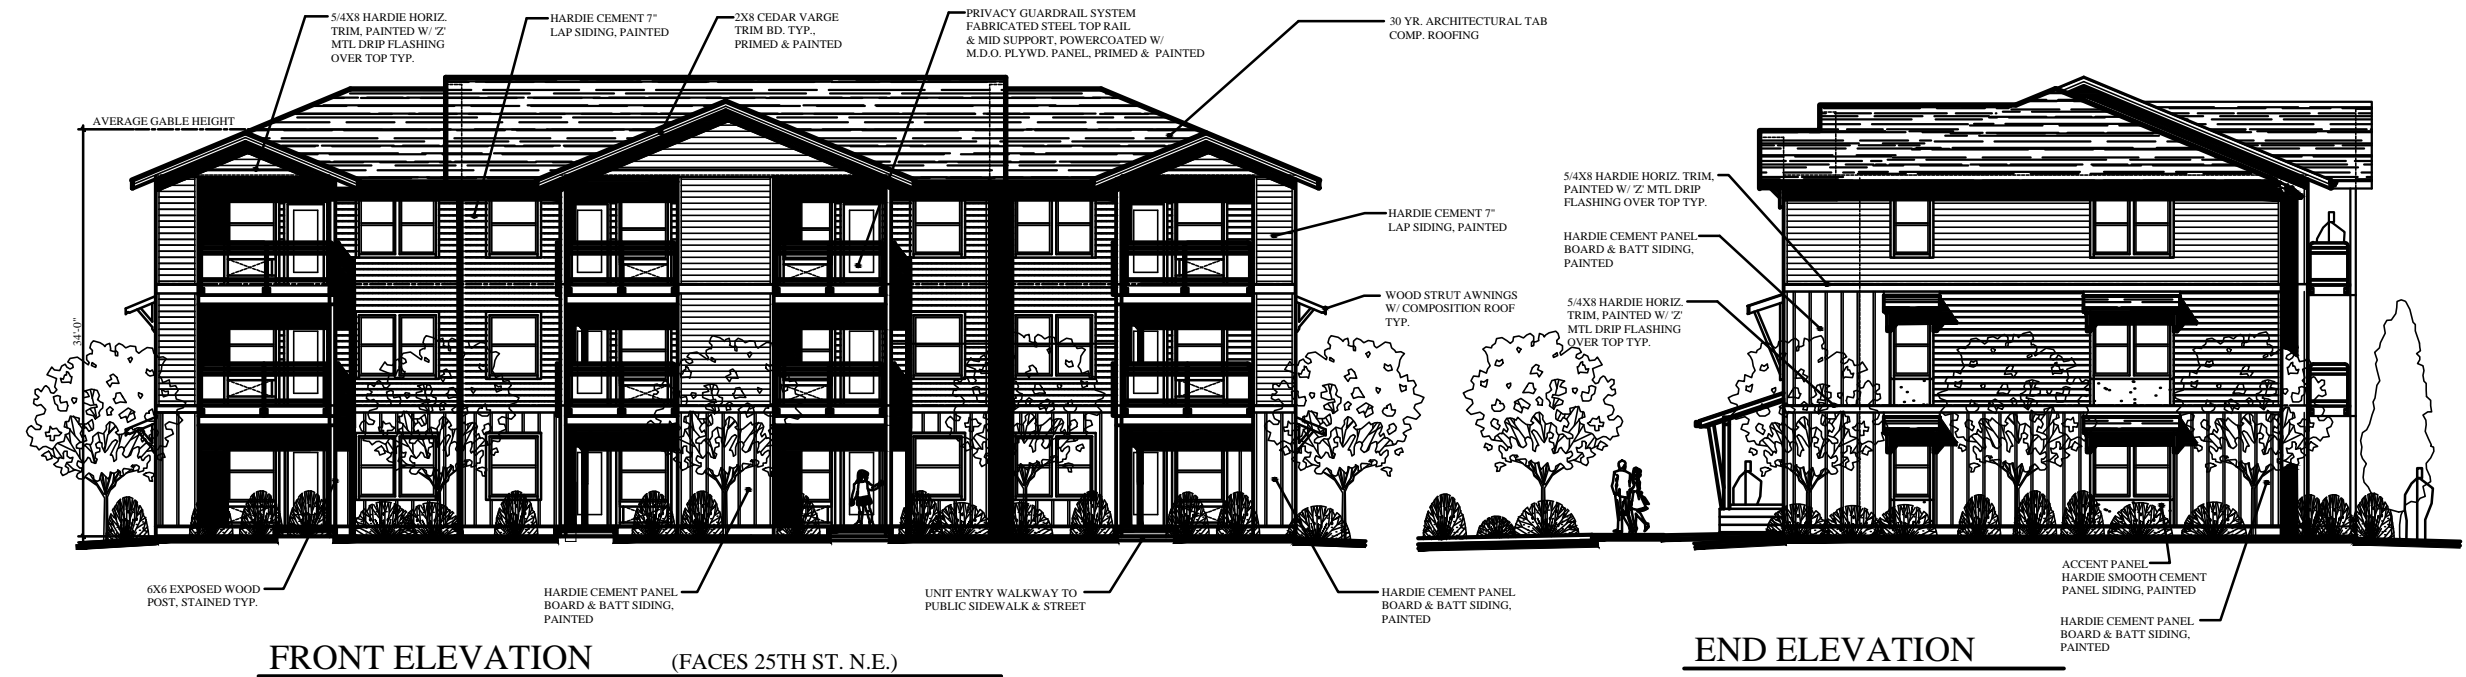 5/4X8 HARDIE HORIZ.
TRIM, PAINTED W/ 'Z'
MTL DRIP FLASHING
OVER TOP TYP.
HARDIE CEMENT 7"
LAP SIDING, PAINTED
2X8 CEDAR VARGE
TRIM BD. TYP.,
PRIMED & PAINTED
PRIVACY GUARDRAIL SYSTEM
FABRICATED STEEL TOP RAIL
& MID SUPPORT, POWERCOATED W/
M.D.O. PLYWD. PANEL, PRIMED & PAINTED
30 YR. ARCHITECTURAL TAB
COMP. ROOFING
AVERAGE GABLE HEIGHT
34'-0"
HARDIE CEMENT 7"
LAP SIDING, PAINTED
WOOD STRUT AWNINGS
W/ COMPOSITION ROOF
TYP.
5/4X8 HARDIE HORIZ. TRIM,
PAINTED W/ 'Z' MTL DRIP
FLASHING OVER TOP TYP.
HARDIE CEMENT PANEL
BOARD & BATT SIDING,
PAINTED
5/4X8 HARDIE HORIZ.
TRIM, PAINTED W/ 'Z'
MTL DRIP FLASHING
OVER TOP TYP.
6X6 EXPOSED WOOD
POST, STAINED TYP.
HARDIE CEMENT PANEL
BOARD & BATT SIDING,
PAINTED
UNIT ENTRY WALKWAY TO
PUBLIC SIDEWALK & STREET
HARDIE CEMENT PANEL
BOARD & BATT SIDING,
PAINTED
ACCENT PANEL
HARDIE SMOOTH CEMENT
PANEL SIDING, PAINTED
HARDIE CEMENT PANEL
BOARD & BATT SIDING,
PAINTED
FRONT ELEVATION (FACES 25TH ST. N.E.)
END ELEVATION